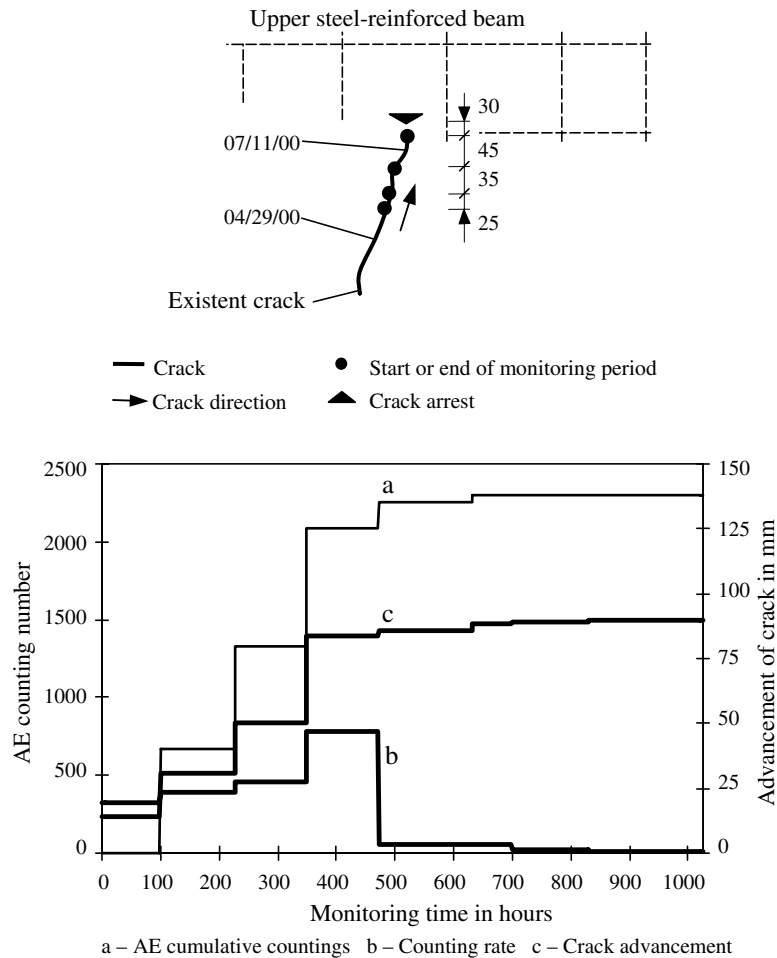 Upper steel-reinforced beam
30
07/11/00
45
35
04/29/00
25
Existent crack
Crack
Start or end of monitoring period
Crack direction
Crack arrest
2500
150
a
2000
125
100
1500
c
75
1000
50
b
500
25
0
0
0 100 200 300 400 500 600 700 800 900 1000
AE counting number
Advancement of crack in mm
Monitoring time in hours
a – AE cumulative countings b – Counting rate c – Crack advancement